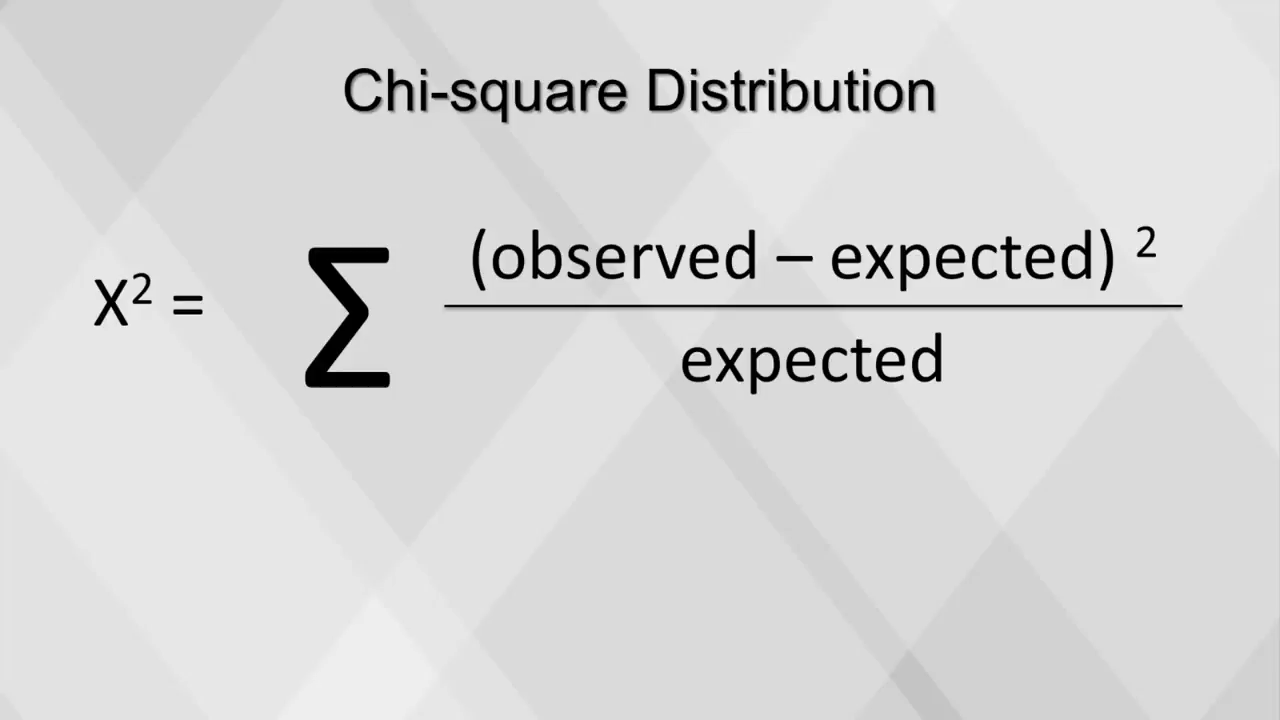 Chi-square Distribution
X² = Σ (observed – expected) ²
expected